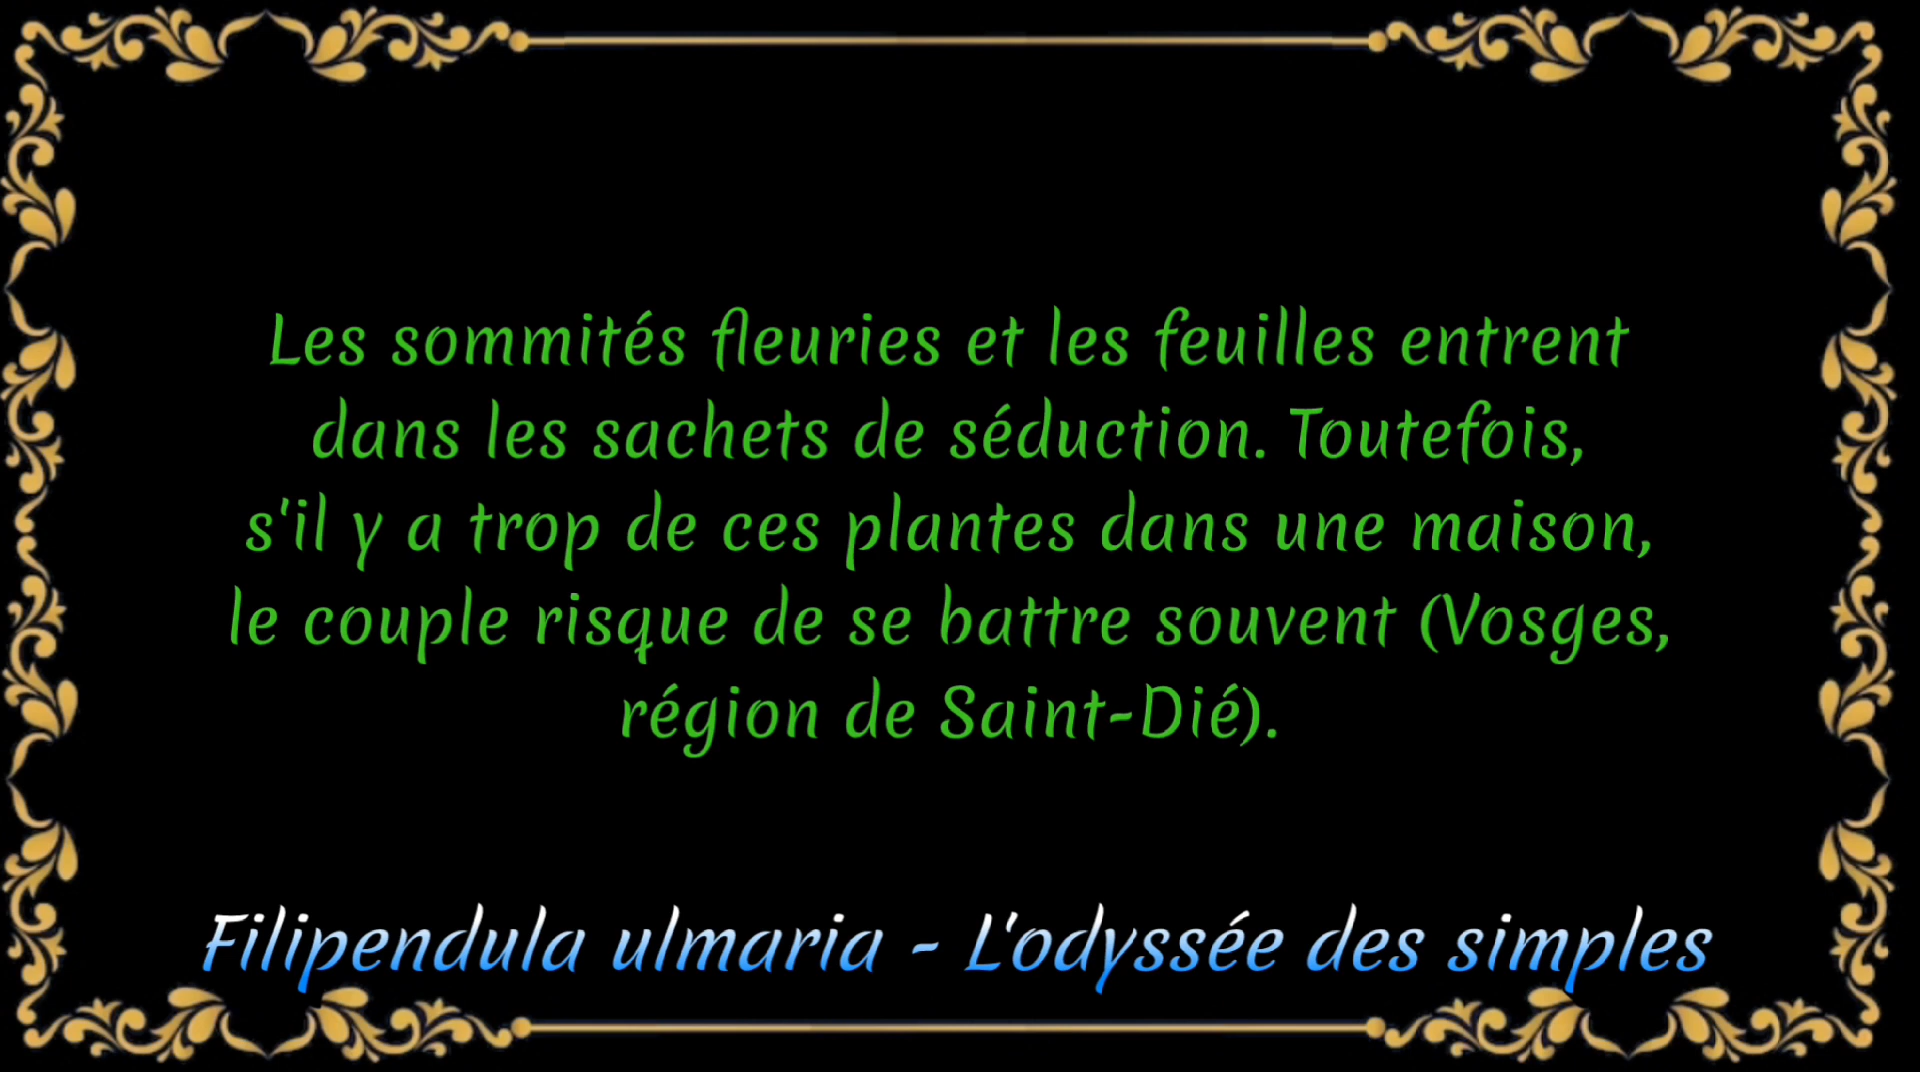 Les sommités fleuries et les feuilles entrent
dans les sachets de séduction. Toutefois,
s'il y a trop de ces plantes dans une maison,
le couple risque de se battre souvent (Vosges,
région de Saint-Dié).
Filipendula ulmaria - L'odyssée des simples